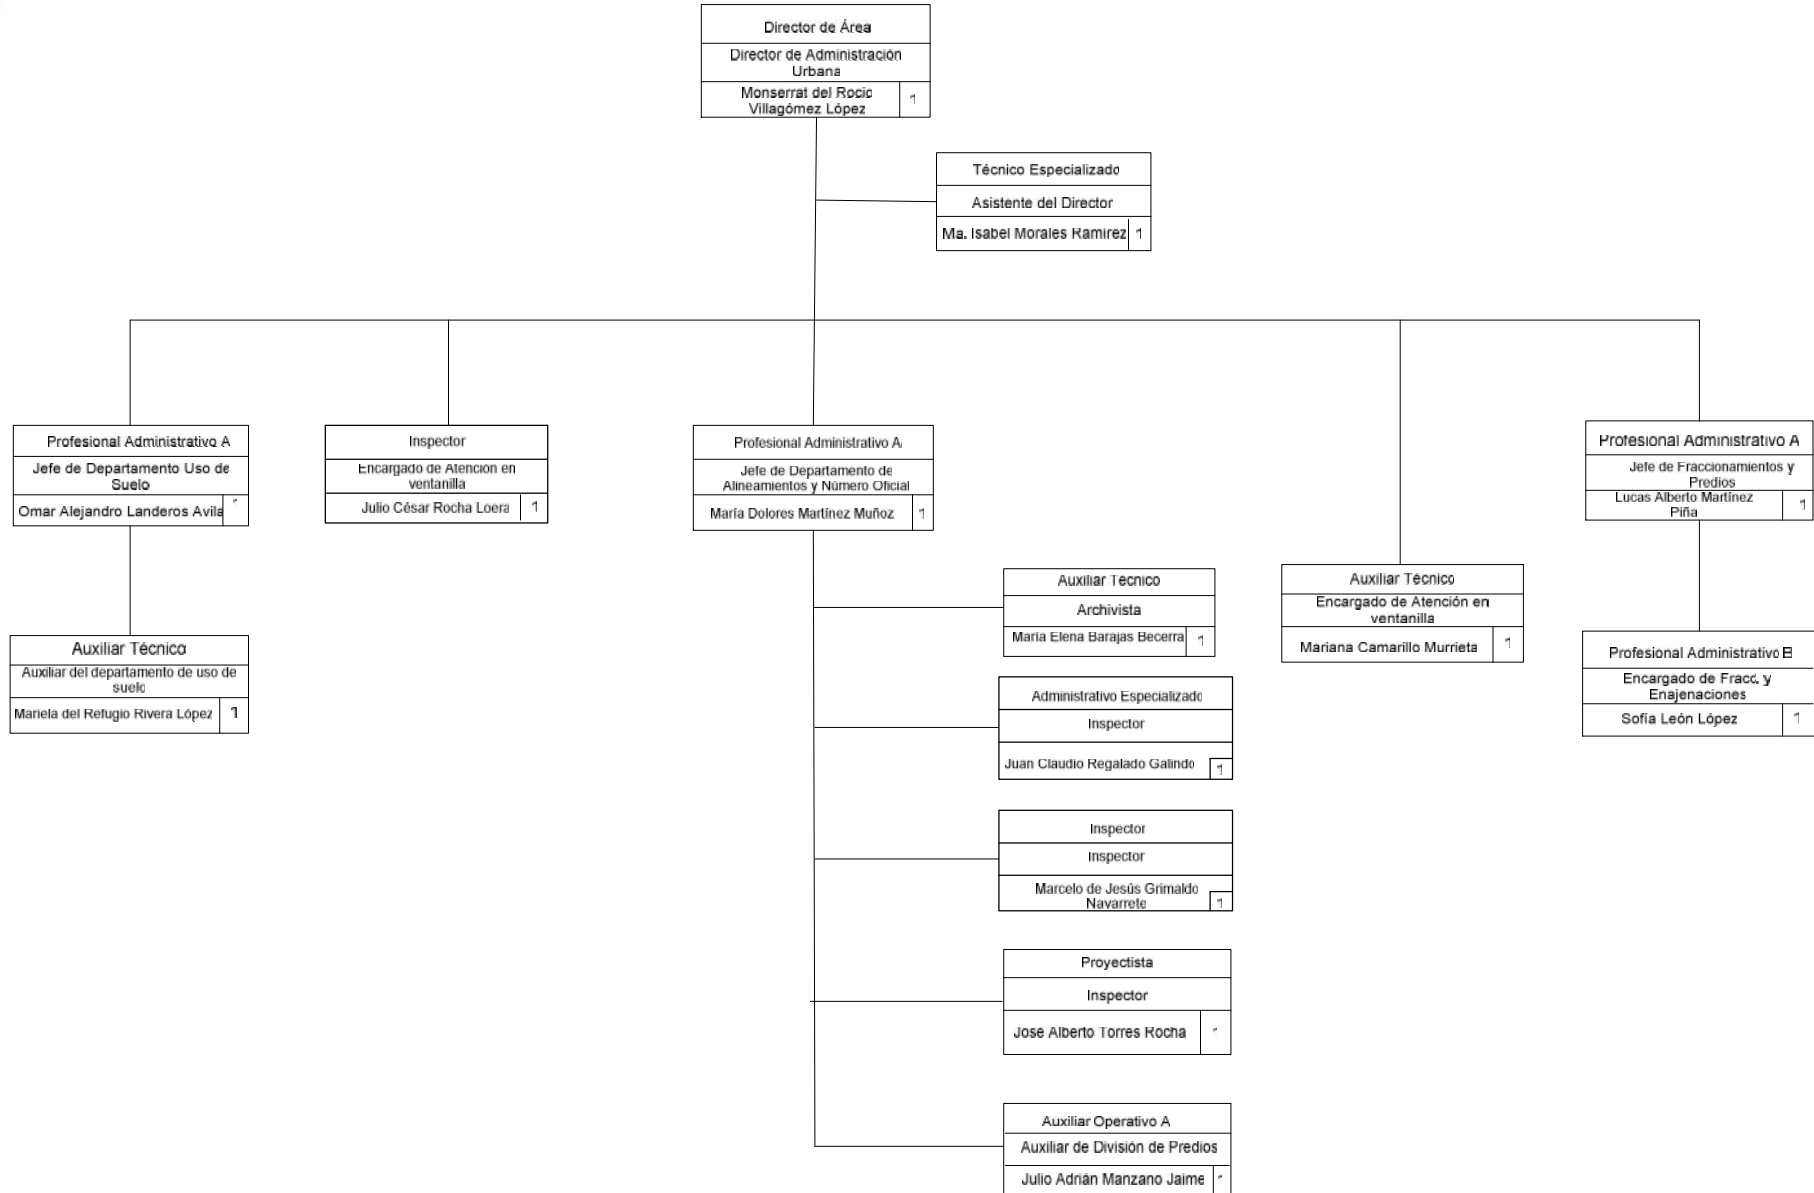 Director de Área
Director de Administración
Urbana
Monserrat del Rocio
Villagómez López
1
Técnico Especializado
Asistente del Director
Ma. Isabel Morales Ramirez
1
Profesional Administrativo A
Jefe de Departamento Uso de
Suelo
Omar Alejandro Landeros Avila
Inspector
Encargado de Atención en
ventanilla
Julio César Rocha Loera
1
Profesional Administrativo A
Jefe de Departamento de
Alineamientos y Número Oficial
María Dolores Martínez Muñoz
1
Profesional Administrativo A
Jefe de Fraccionamientos y
Predios
Lucas Alberto Martínez
Piña
1
Auxiliar Técnico
Archivista
María Elena Barajas Becerra
1
Auxiliar Técnico
Encargado de Atención en
ventanilla
Mariana Camarillo Murrieta
1
Auxiliar Técnico
Auxiliar del departamento de uso de
suelo
Mariela del Refugio Rivera López
1
Profesional Administrativo B
Encargado de Fracc. y
Enajenaciones
Sofía León López
1
Administrativo Especializado
Inspector
Juan Claudio Regalado Galindo
1
Inspector
Inspector
Marcelo de Jesús Grimaldo
Navarrete
1
Proyectista
Inspector
José Alberto Torres Rocha
Auxiliar Operativo A
Auxiliar de División de Predios
Julio Adrián Manzano Jaime